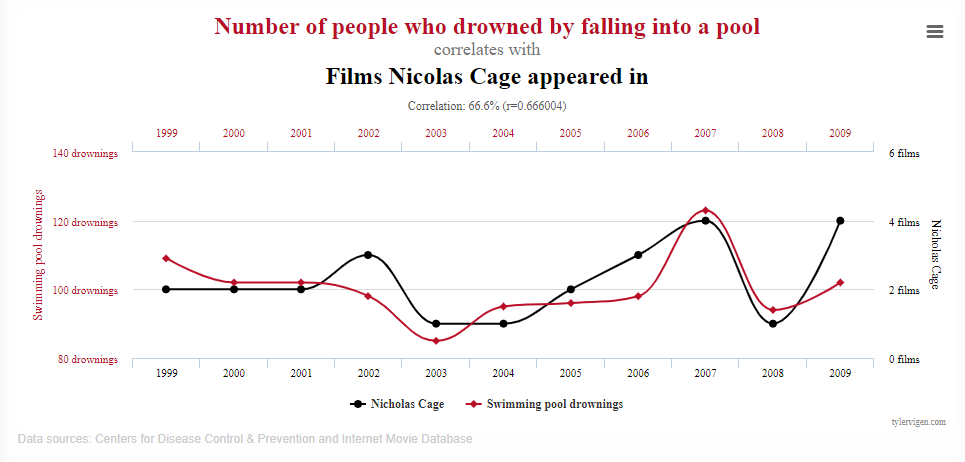 Number of people who drowned by falling into a pool
correlates with
Films Nicolas Cage appeared in
Correlation: 66.6% (r=0.666004)
1999 2000 2001 2002 2003 2004 2005 2006 2007 2008 2009
140 drownings 6 films
120 drownings 4 films
100 drownings 2 films
80 drownings 0 films
Swimming pool drownings
Nicholas Cage
1999 2000 2001 2002 2003 2004 2005 2006 2007 2008 2009
Nicholas Cage Swimming pool drownings
tylervigen.com
Data sources: Centers for Disease Control & Prevention and Internet Movie Database